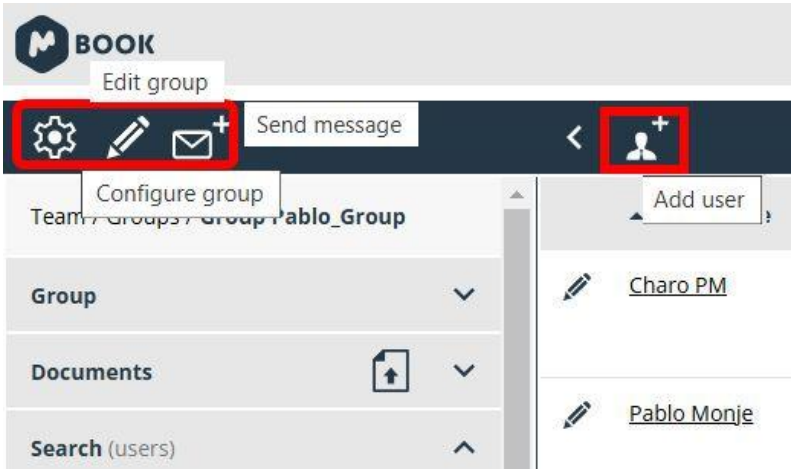 BOOK
Edit group
Send message
Configure group
Add user
Team / Groups / Group Pablo_Group
Group
Charo PM
Documents
Pablo Monje
Search (users)